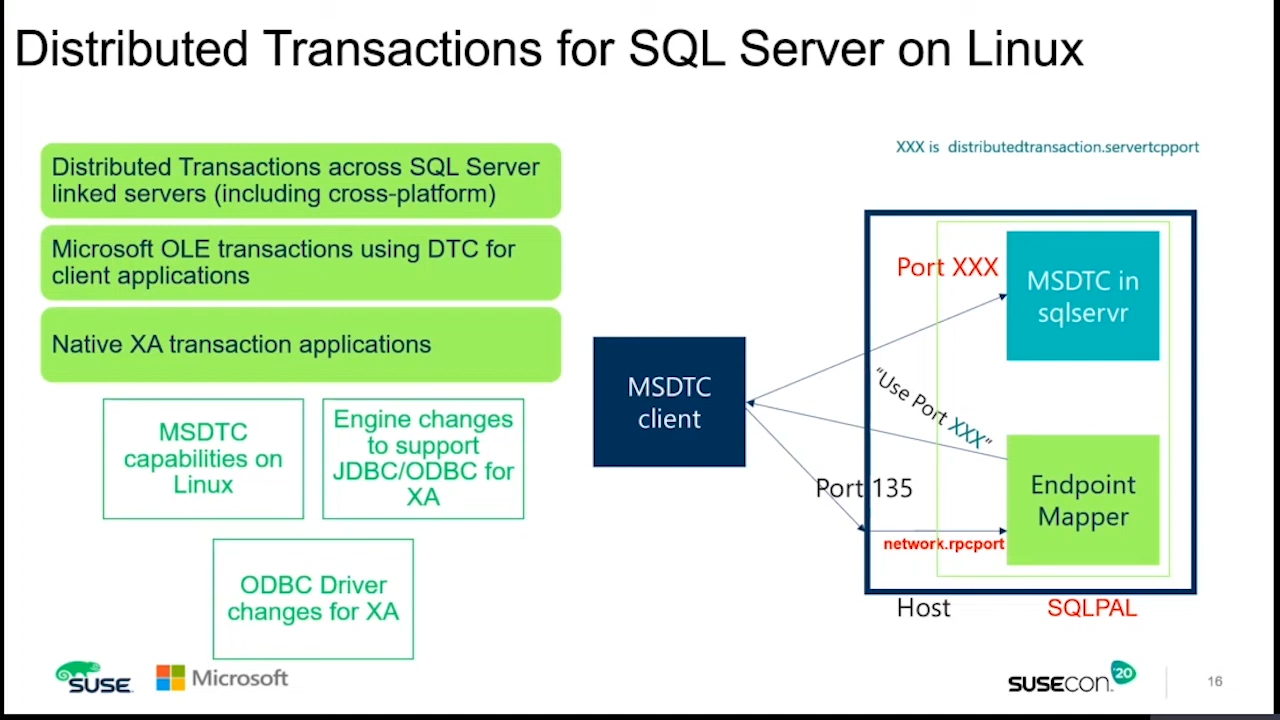 Distributed Transactions for SQL Server on Linux
XXX is distributedtransaction.servertcpport
Distributed Transactions across SQL Server
linked servers (including cross-platform)
Microsoft OLE transactions using DTC for
client applications
Native XA transaction applications
MSDTC
capabilities on
Linux
Engine changes
to support
JDBC/ODBC for
XA
ODBC Driver
changes for XA
MSDTC
client
Port XXX
MSDTC in
sqlservr
"Use Port XXX"
Port 135
network.rpcport
Endpoint
Mapper
Host
SQLPAL
SUSE
Microsoft
SUSECON.
'20
16